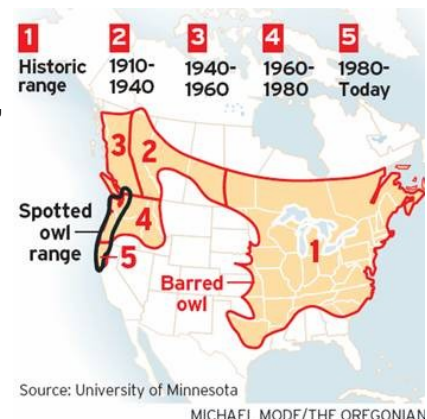 1 2 3 4 5
Historic range
1910-1940
1940-1960
1960-1980
1980-Today
3
2
Spotted
owl
range
4
5
1
Barred
owl
Source: University of Minnesota
MICHAEL MODE/THE OREGONIAN